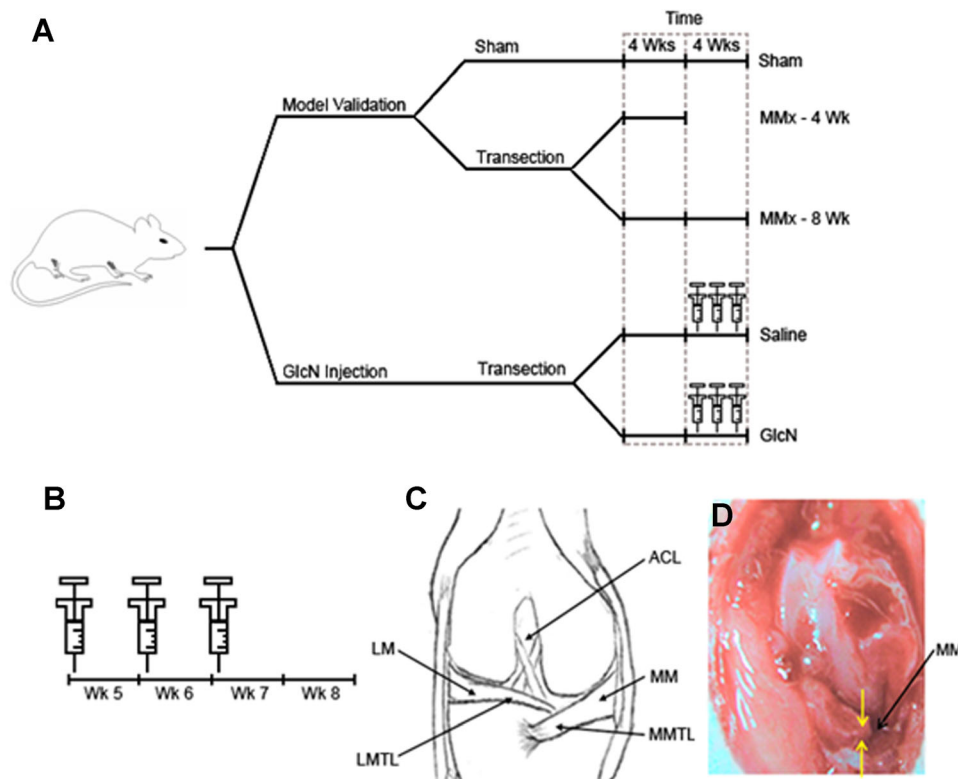 A
Time
4 Wks 4 Wks
Sham
Sham
Model Validation
MMx - 4 Wk
Transection
MMx - 8 Wk
Saline
GlcN Injection
Transection
GlcN
B
Wk 5 Wk 6 Wk 7 Wk 8
C
ACL
LM
MM
LMTL
MMTL
D
MM